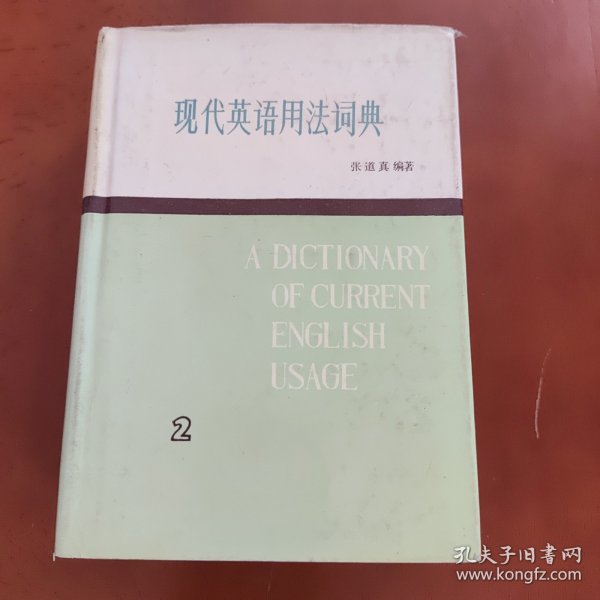 现代英语用法词典
张道真 编著
A DICTIONARY
OF CURRENT
ENGLISH
USAGE
2
孔夫子旧书网
www.kongfz.com